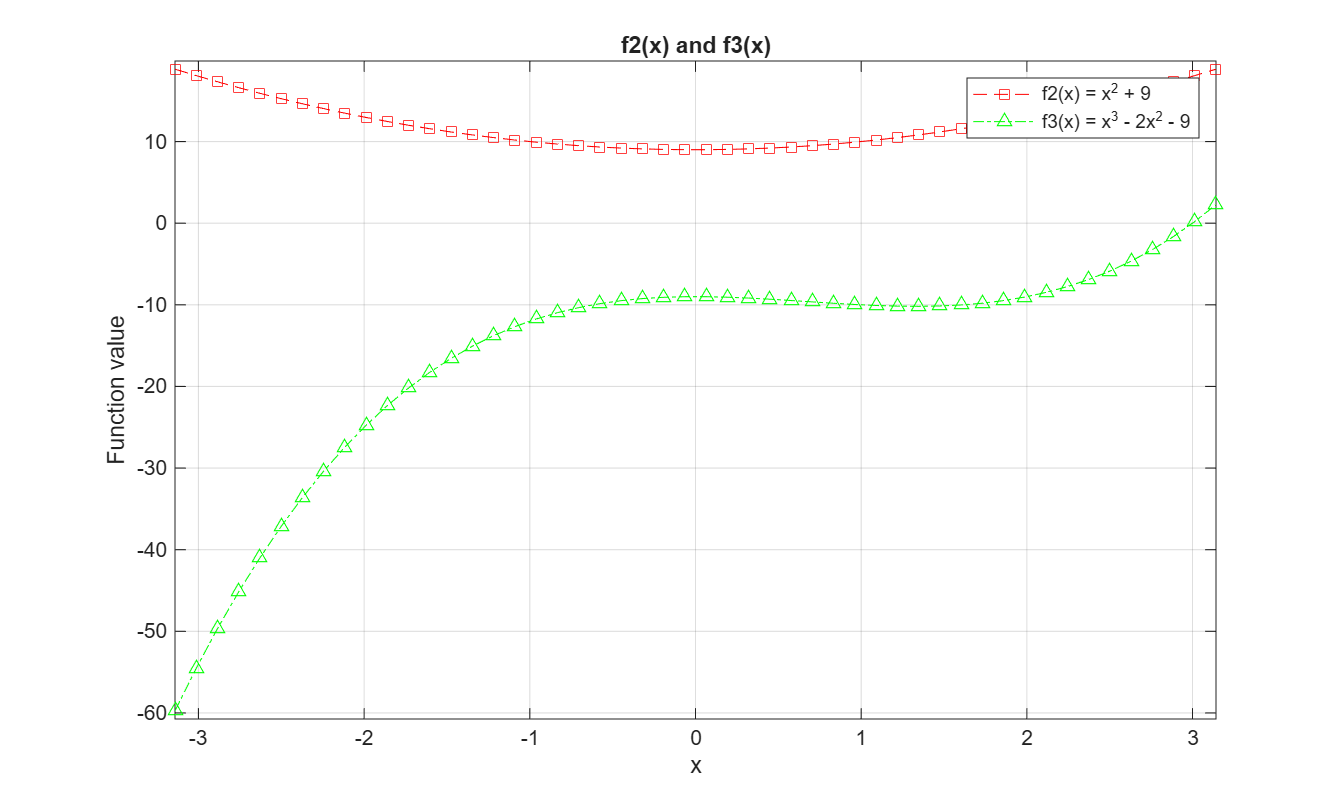 f2(x) and f3(x)
f2(x) = x² + 9
f3(x) = x³ - 2x² - 9
10
0
-10
-20
-30
-40
-50
-60
Function value
-3 -2 -1 0 1 2 3
x